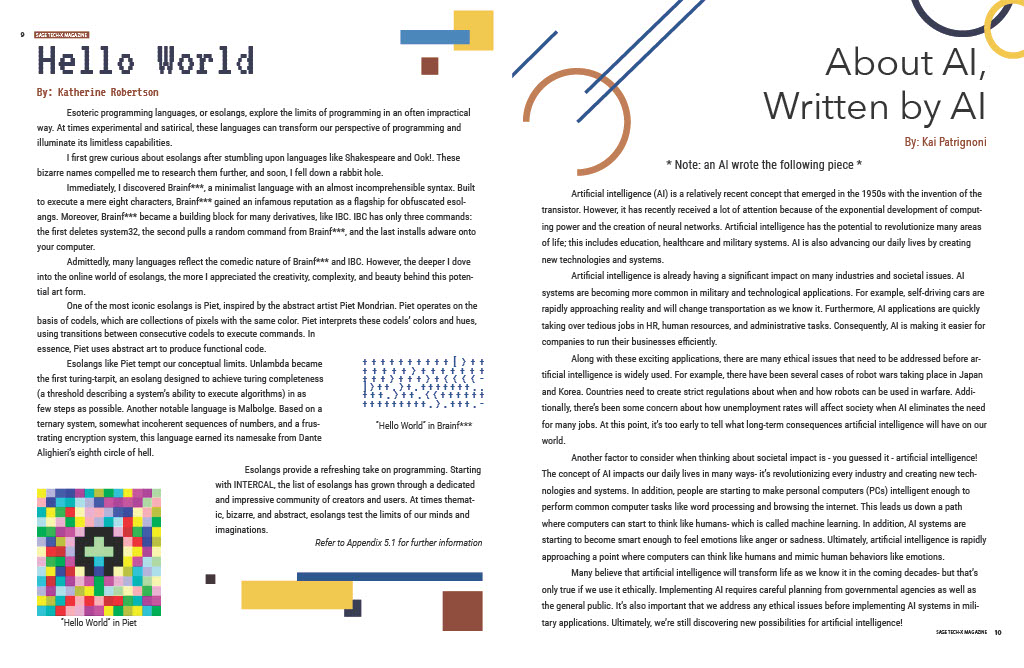 9 SAGE TECH-X MAGAZINE
Hello World
By: Katherine Robertson
Esoteric programming languages, or esolangs, explore the limits of programming in an often impractical
way. At times experimental and satirical, these languages can transform our perspective of programming and
illuminate its limitless capabilities.
I first grew curious about esolangs after stumbling upon languages like Shakespeare and Ook!. These
bizarre names compelled me to research them further, and soon, I fell down a rabbit hole.
Immediately, I discovered Brainf***, a minimalist language with an almost incomprehensible syntax. Built
to execute a mere eight characters, Brainf*** gained an infamous reputation as a flagship for obfuscated esol-
angs. Moreover, Brainf*** became a building block for many derivatives, like IBC. IBC has only three commands:
the first deletes system32, the second pulls a random command from Brainf***, and the last installs adware onto
your computer.
Admittedly, many languages reflect the comedic nature of Brainf*** and IBC. However, the deeper I dove
into the online world of esolangs, the more I appreciated the creativity, complexity, and beauty behind this poten-
tial art form.
One of the most iconic esolangs is Piet, inspired by the abstract artist Piet Mondrian. Piet operates on the
basis of codels, which are collections of pixels with the same color. Piet interprets these codels' colors and hues,
using transitions between consecutive codels to execute commands. In
essence, Piet uses abstract art to produce functional code.
Esolangs like Piet tempt our conceptual limits. Unlambda became
the first turing-tarpit, an esolang designed to achieve turing completeness
(a threshold describing a system's ability to execute algorithms) in as
few steps as possible. Another notable language is Malbolge. Based on a
ternary system, somewhat incoherent sequences of numbers, and a frus-
trating encryption system, this language earned its namesake from Dante
Alighieri's eighth circle of hell.
"Hello World" in Brainf***
Esolangs provide a refreshing take on programming. Starting
with INTERCAL, the list of esolangs has grown through a dedicated
and impressive community of creators and users. At times themat-
ic, bizarre, and abstract, esolangs test the limits of our minds and
imaginations.
Refer to Appendix 5.1 for further information
"Hello World" in Piet
About AI,
Written by AI
By: Kai Patrignoni
* Note: an AI wrote the following piece *
Artificial intelligence (AI) is a relatively recent concept that emerged in the 1950s with the invention of the
transistor. However, it has recently received a lot of attention because of the exponential development of comput-
ing power and the creation of neural networks. Artificial intelligence has the potential to revolutionize many areas
of life; this includes education, healthcare and military systems. AI is also advancing our daily lives by creating
new technologies and systems.
Artificial intelligence is already having a significant impact on many industries and societal issues. AI
systems are becoming more common in military and technological applications. For example, self-driving cars are
rapidly approaching reality and will change transportation as we know it. Furthermore, AI applications are quickly
taking over tedious jobs in HR, human resources, and administrative tasks. Consequently, AI is making it easier for
companies to run their businesses efficiently.
Along with these exciting applications, there are many ethical issues that need to be addressed before ar-
tificial intelligence is widely used. For example, there have been several cases of robot wars taking place in Japan
and Korea. Countries need to create strict regulations about when and how robots can be used in warfare. Addi-
tionally, there's been some concern about how unemployment rates will affect society when AI eliminates the need
for many jobs. At this point, it's too early to tell what long-term consequences artificial intelligence will have on our
world.
Another factor to consider when thinking about societal impact is - you guessed it - artificial intelligence!
The concept of AI impacts our daily lives in many ways- it's revolutionizing every industry and creating new tech-
nologies and systems. In addition, people are starting to make personal computers (PCs) intelligent enough to
perform common computer tasks like word processing and browsing the internet. This leads us down a path
where computers can start to think like humans- which is called machine learning. In addition, AI systems are
starting to become smart enough to feel emotions like anger or sadness. Ultimately, artificial intelligence is rapidly
approaching a point where computers can think like humans and mimic human behaviors like emotions.
Many believe that artificial intelligence will transform life as we know it in the coming decades- but that's
only true if we use it ethically. Implementing AI requires careful planning from governmental agencies as well as
the general public. It's also important that we address any ethical issues before implementing AI systems in mili-
tary applications. Ultimately, we're still discovering new possibilities for artificial intelligence!
SAGE TECH-X MAGAZINE 10